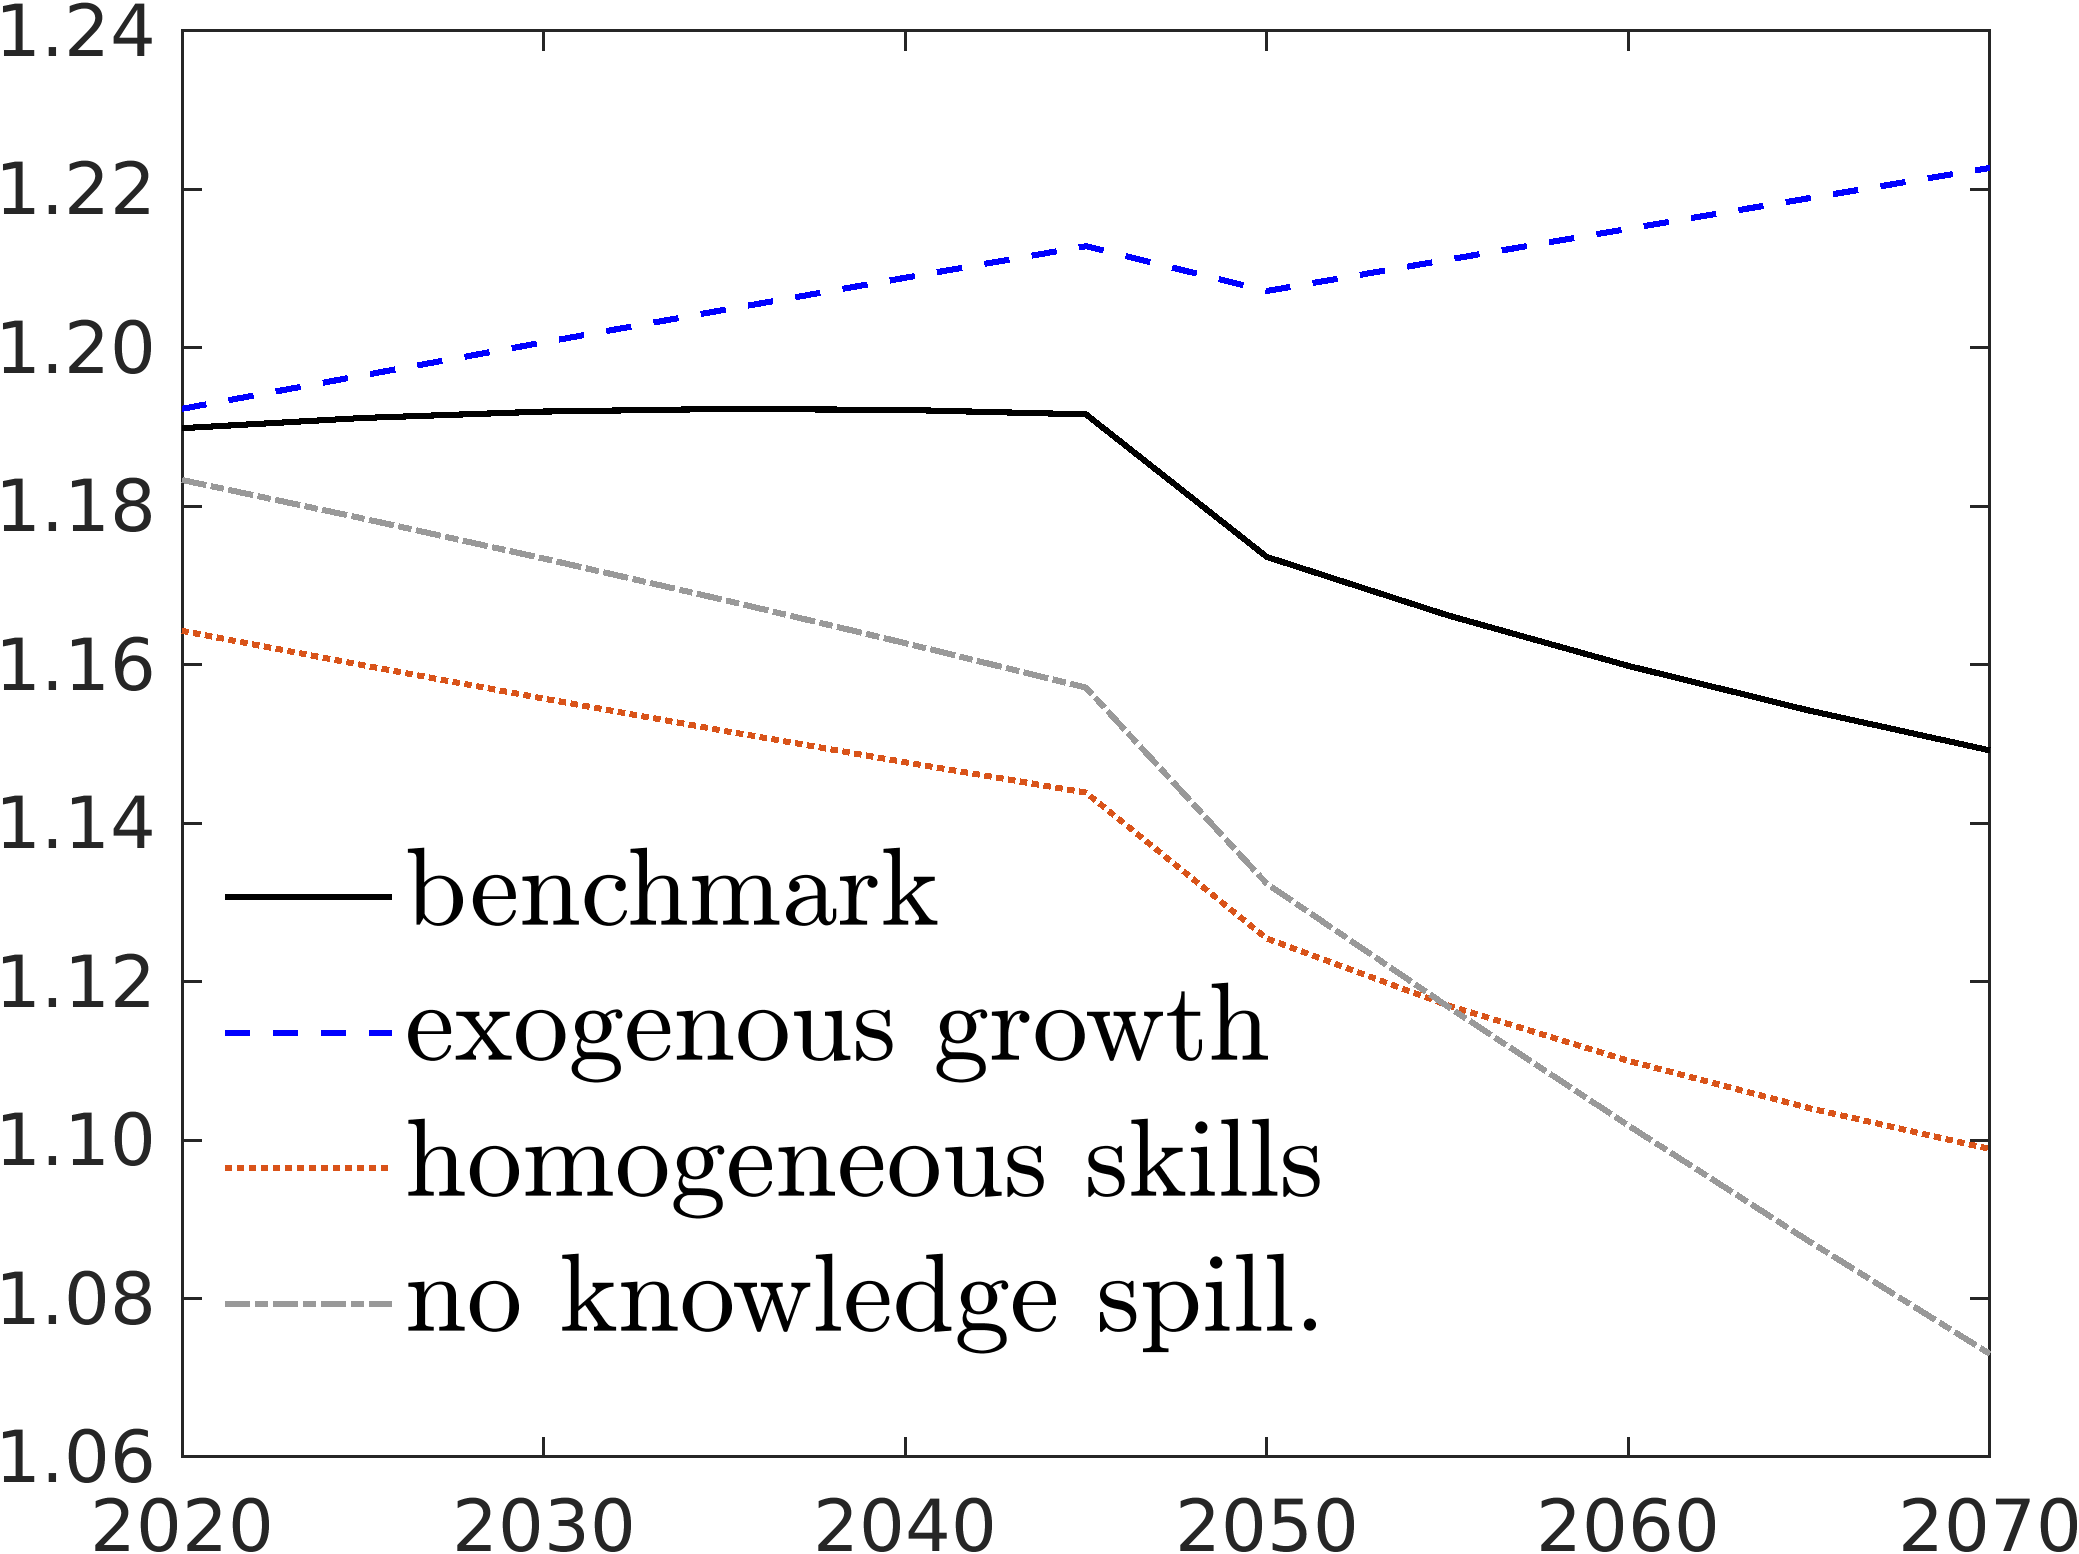 1.24
1.22
1.20
1.18
1.16
1.14
1.12
1.10
1.08
1.06
benchmark
exogenous growth
homogeneous skills
no knowledge spill.
2020 2030 2040 2050 2060 2070